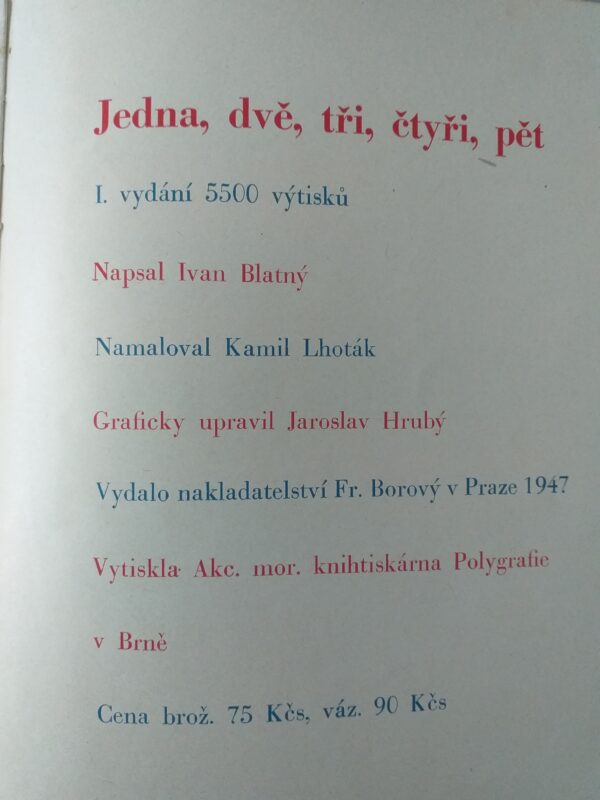 Jedna, dvě, tři, čtyři, pět
I. vydání 5500 výtisků
Napsal Ivan Blatný
Namaloval Kamil Lhoták
Graficky upravil Jaroslav Hrubý
Vydalo nakladatelství Fr. Borový v Praze 1947
Vytiskla Akc. mor. knihtiskárna Polygrafie
v Brně
Cena brož. 75 Kčs, váz. 90 Kčs